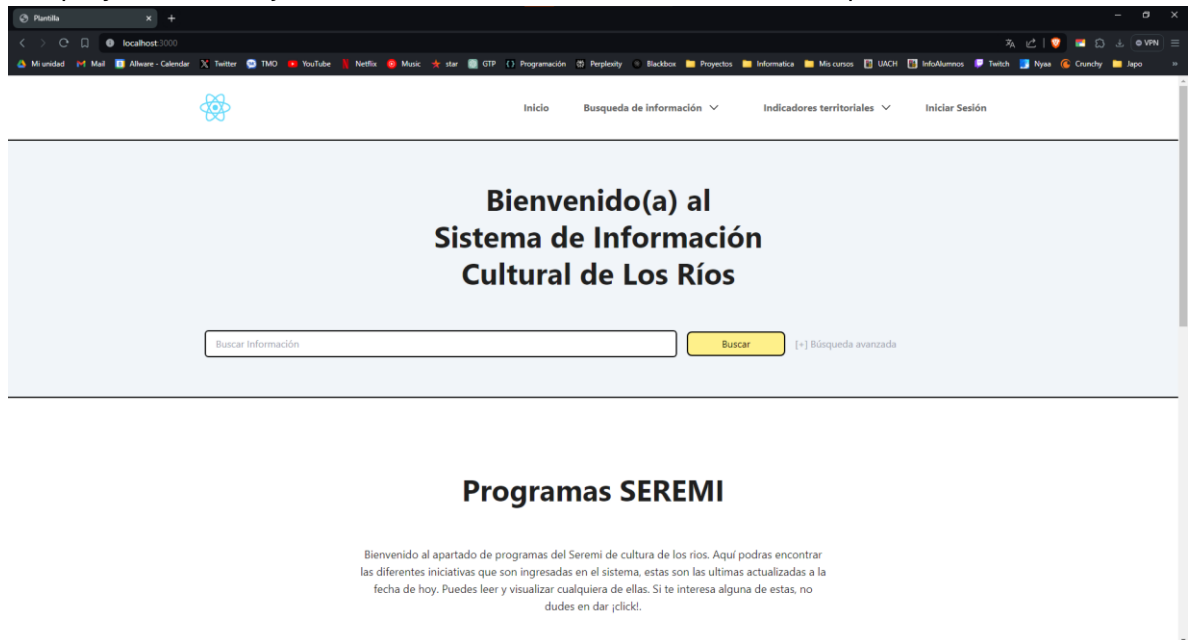 Plantilla
localhost:3000
VPN
Mi unidad Mail Allware - Calendar Twitter TMO YouTube Netflix Music star GTP Programación Perplexity Blackbox Proyectos Informatica Mis cursos UACH InfoAlumnos Twitch Nyaa Crunchy Japo »
Inicio Busqueda de información Indicadores territoriales Iniciar Sesión
Bienvenido(a) al
Sistema de Información
Cultural de Los Ríos
Buscar Información Buscar [+] Búsqueda avanzada
Programas SEREMI
Bienvenido al apartado de programas del Seremi de cultura de los rios. Aquí podras encontrar
las diferentes iniciativas que son ingresadas en el sistema, estas son las ultimas actualizadas a la
fecha de hoy. Puedes leer y visualizar cualquiera de ellas. Si te interesa alguna de estas, no
dudes en dar ¡click!.